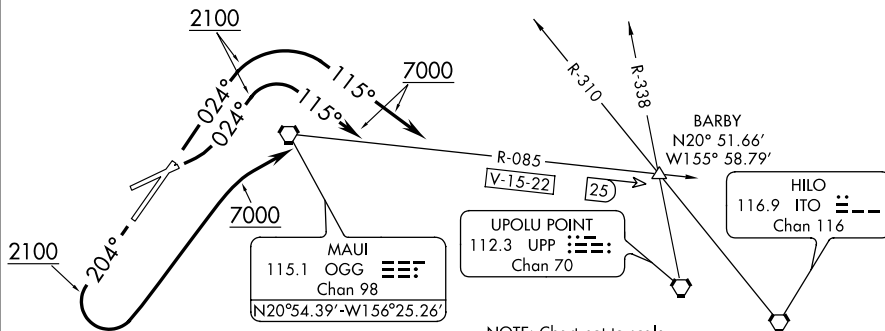 2100
2100
024°
115°
7000
024°
115°
R-310
R-338
BARBY
N20° 51.66'
W155° 58.79'
R-085
V-15-22
25
7000
2100
204°
HILO
116.9 ITO
Chan 116
UPOLU POINT
112.3 UPP
Chan 70
MAUI
115.1 OGG
Chan 98
N20°54.39'-W156°25.26'